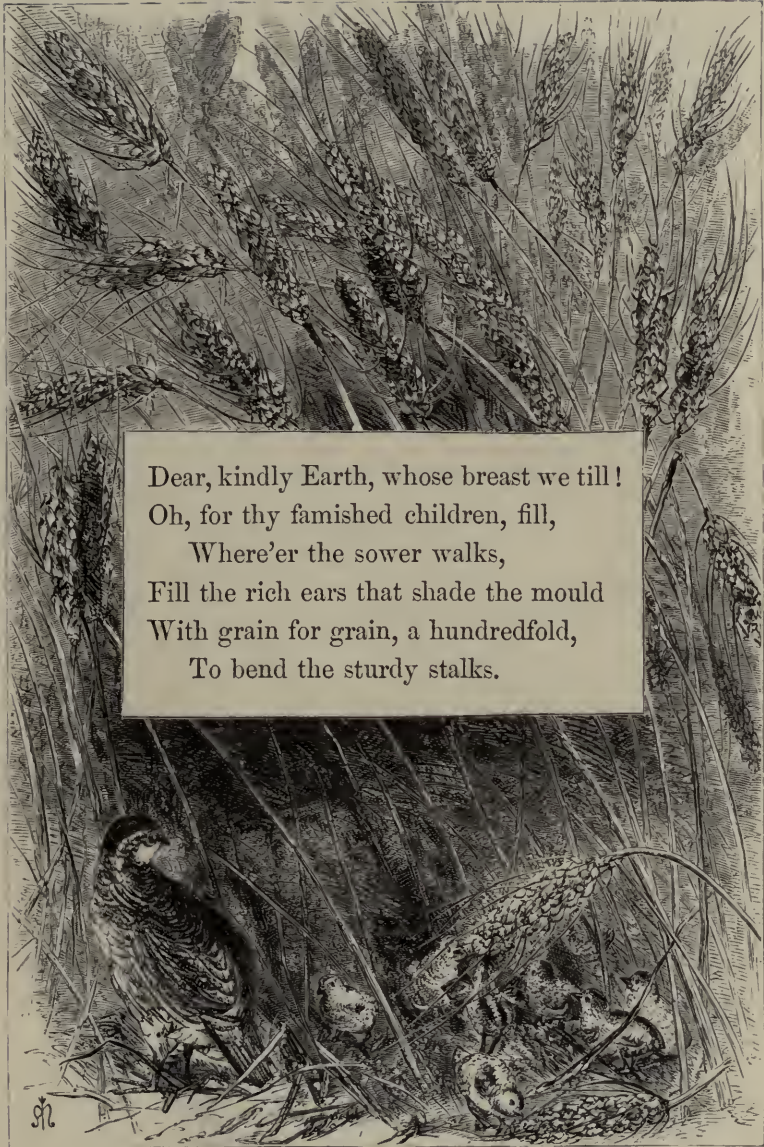 Dear, kindly Earth, whose breast we till!
Oh, for thy famished children, fill,
Where'er the sower walks,
Fill the rich ears that shade the mould
With grain for grain, a hundredfold,
To bend the sturdy stalks.